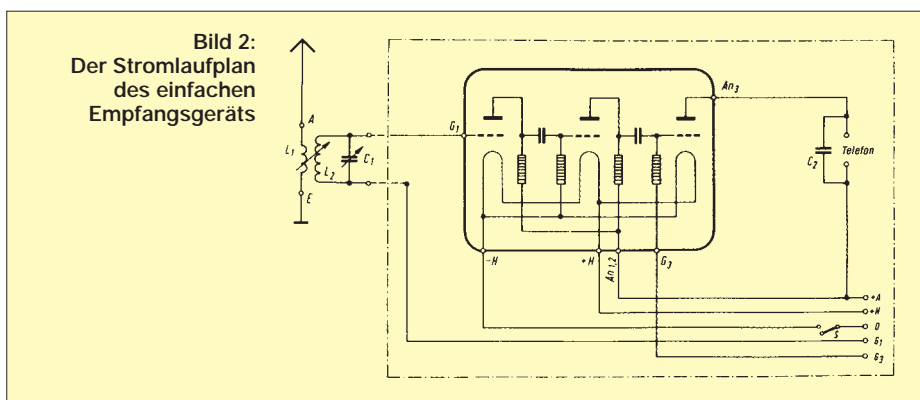 Bild 2:
Der Stromlaufplan
des einfachen
Empfangsgeräts
A
L1
L2
C1
E
G1
An3
C2
Telefon
-H
+H
An1,2
G3
+A
+H
0
S
G1
G3